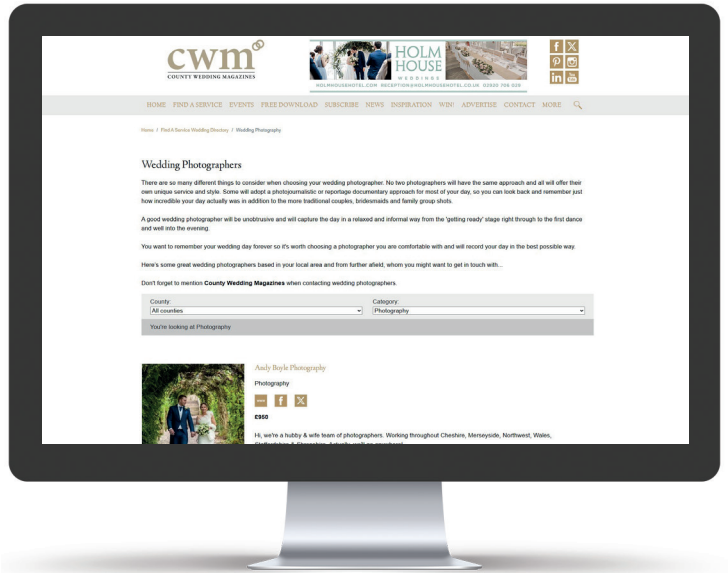 cwm
COUNTY WEDDING MAGAZINES
HOLM
HOUSE
WEDDINGS
HOLMHOUSEHOTEL.COM RECEPTION@HOLMHOUSEHOTEL.CO.UK 02920 706 029
HOME FIND A SERVICE EVENTS FREE DOWNLOAD SUBSCRIBE NEWS INSPIRATION WIN! ADVERTISE CONTACT MORE
Home / Find A Service Wedding Directory / Wedding Photography
Wedding Photographers
There are so many different things to consider when choosing your wedding photographer. No two photographers will have the same approach and all will offer their
own unique service and style. Some will adopt a photojournalistic or reportage documentary approach for most of your day, so you can look back and remember just
how incredible your day actually was in addition to the more traditional couples, bridesmaids and family group shots.
A good wedding photographer will be unobtrusive and will capture the day in a relaxed and informal way from the 'getting ready' stage right through to the first dance
and well into the evening.
You want to remember your wedding day forever so it's worth choosing a photographer you are comfortable with and will record your day in the best possible way.
Here's some great wedding photographers based in your local area and from further afield, whom you might want to get in touch with...
Don't forget to mention County Wedding Magazines when contacting wedding photographers.
County: Category:
All counties Photography
You're looking at Photography
Andy Boyle Photography
Photography
£950
Hi, we're a hubby & wife team of photographers. Working throughout Cheshire, Merseyside, Northwest, Wales,